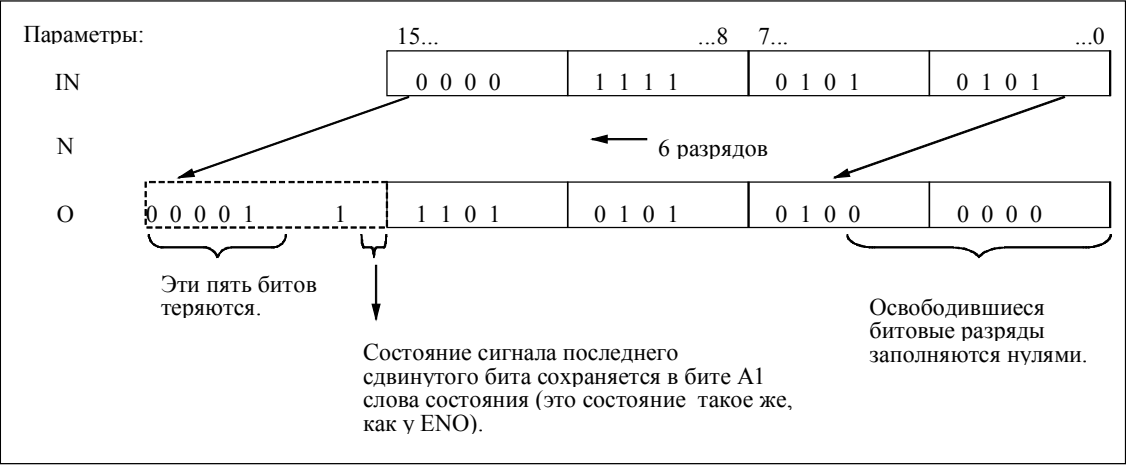 Параметры:
15... ...8 7... ...0
IN 0 0 0 0 1 1 1 1 0 1 0 1 0 1 0 1
N 6 разрядов
O 0 0 0 0 1 1 1 1 0 1 0 1 0 1 0 1 0 0 0 0 0 0
Эти пять битов
теряются.
Освободившиеся
битовые разряды
заполняются нулями.
Состояние сигнала последнего
сдвинутого бита сохраняется в бите A1
слова состояния (это состояние такое же,
как у ENO).